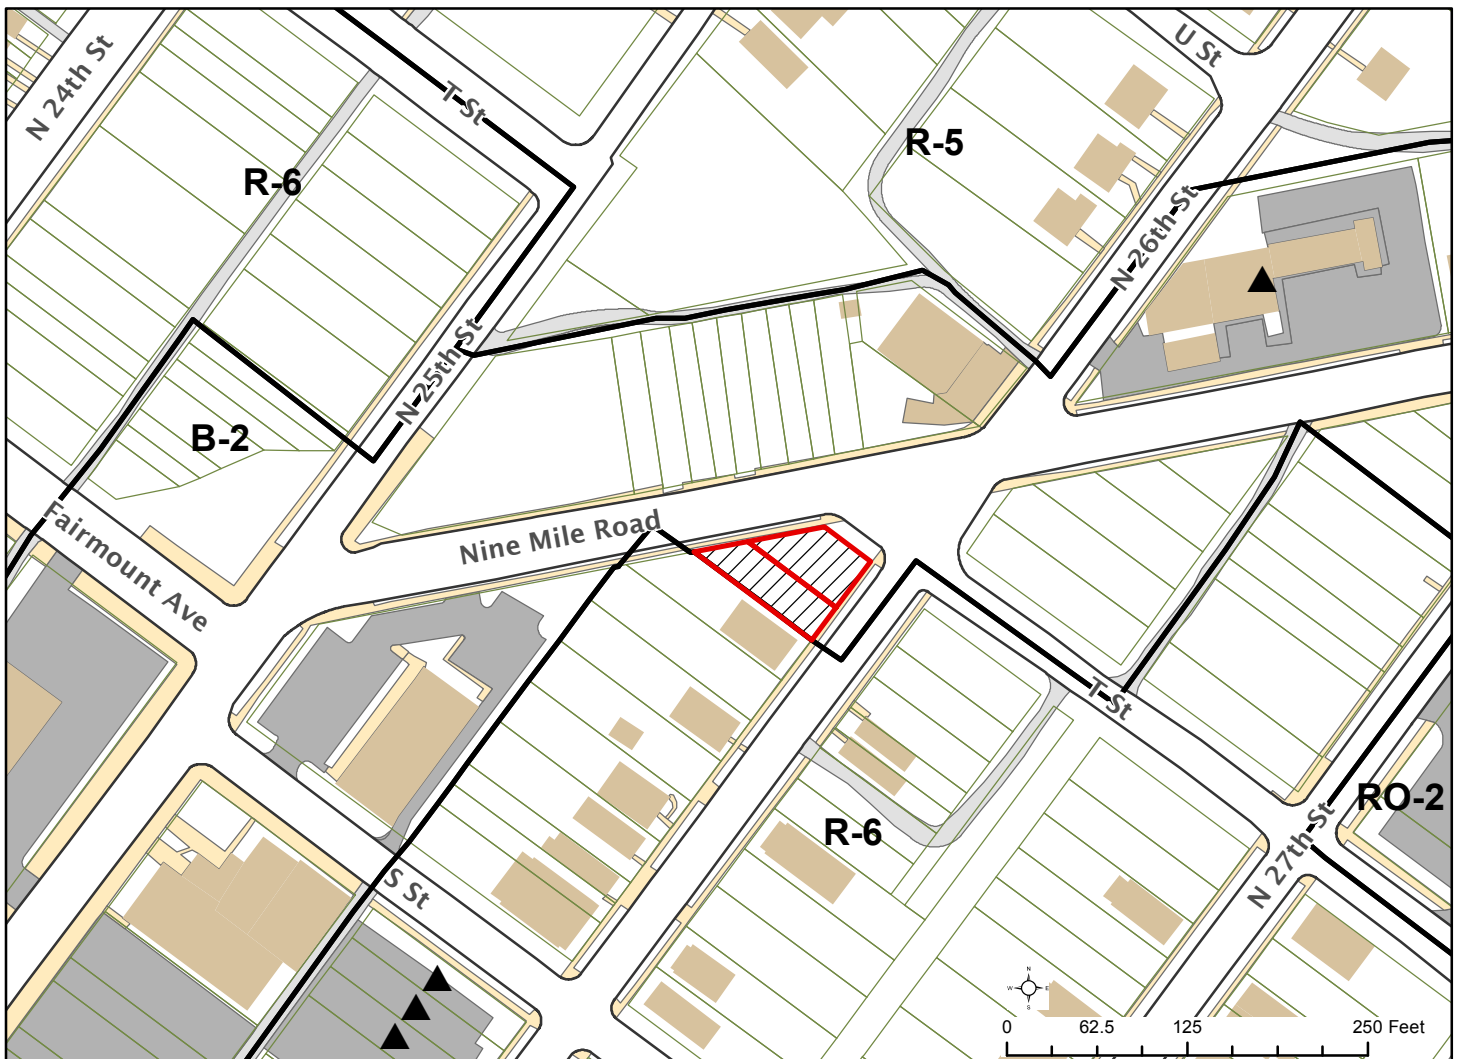 U St
N 24th St
T St
R-5
R-6
N 26th St
N 25th St
B-2
Nine Mile Road
Fairmount Ave
T St
RO-2
R-6
N 27th St
S St
N
W E
S
0 62.5 125 250 Feet